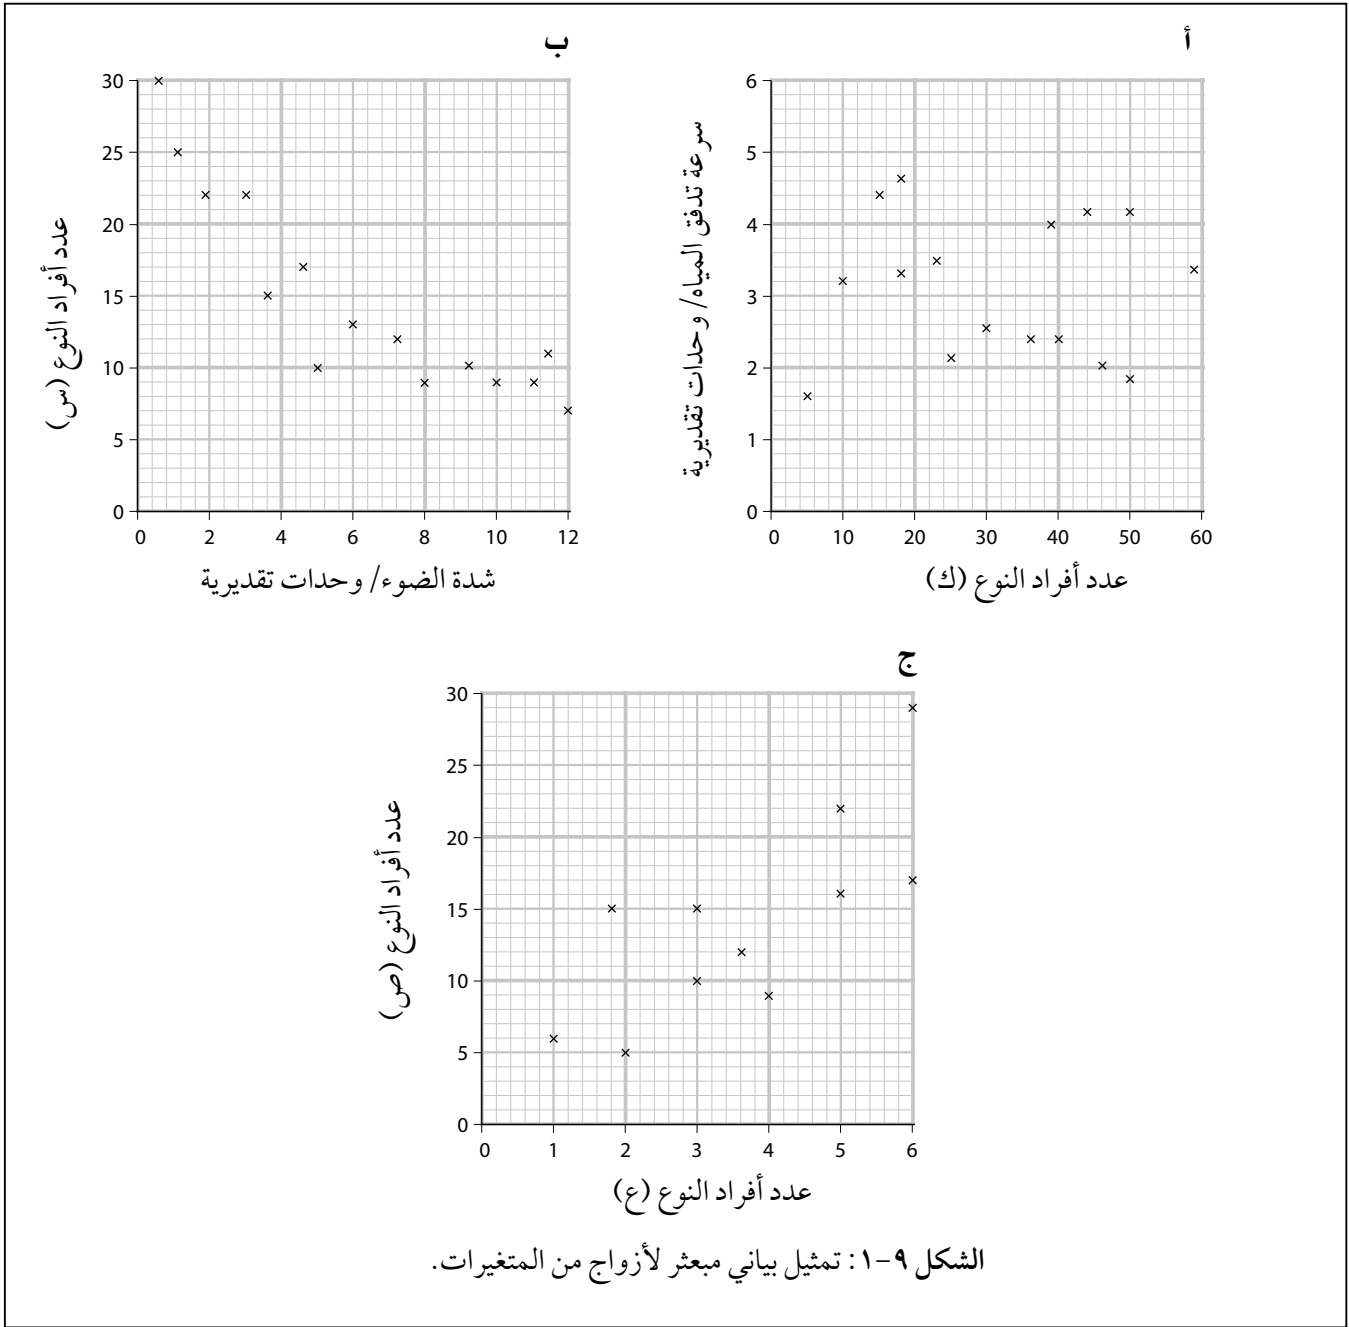 أ
6
5
4
3
2
1
0
0 10 20 30 40 50 60
سرعة تدفق المياه/ وحدات تقديرية
عدد أفراد النوع (ك)
ب
30
25
20
15
10
5
0
0 2 4 6 8 10 12
عدد أفراد النوع (س)
شدة الضوء/ وحدات تقديرية
ج
30
25
20
15
10
5
0
0 1 2 3 4 5 6
عدد أفراد النوع (ص)
عدد أفراد النوع (ع)
الشكل ٩-١: تمثيل بياني مبعثر لأزواج من المتغيرات.